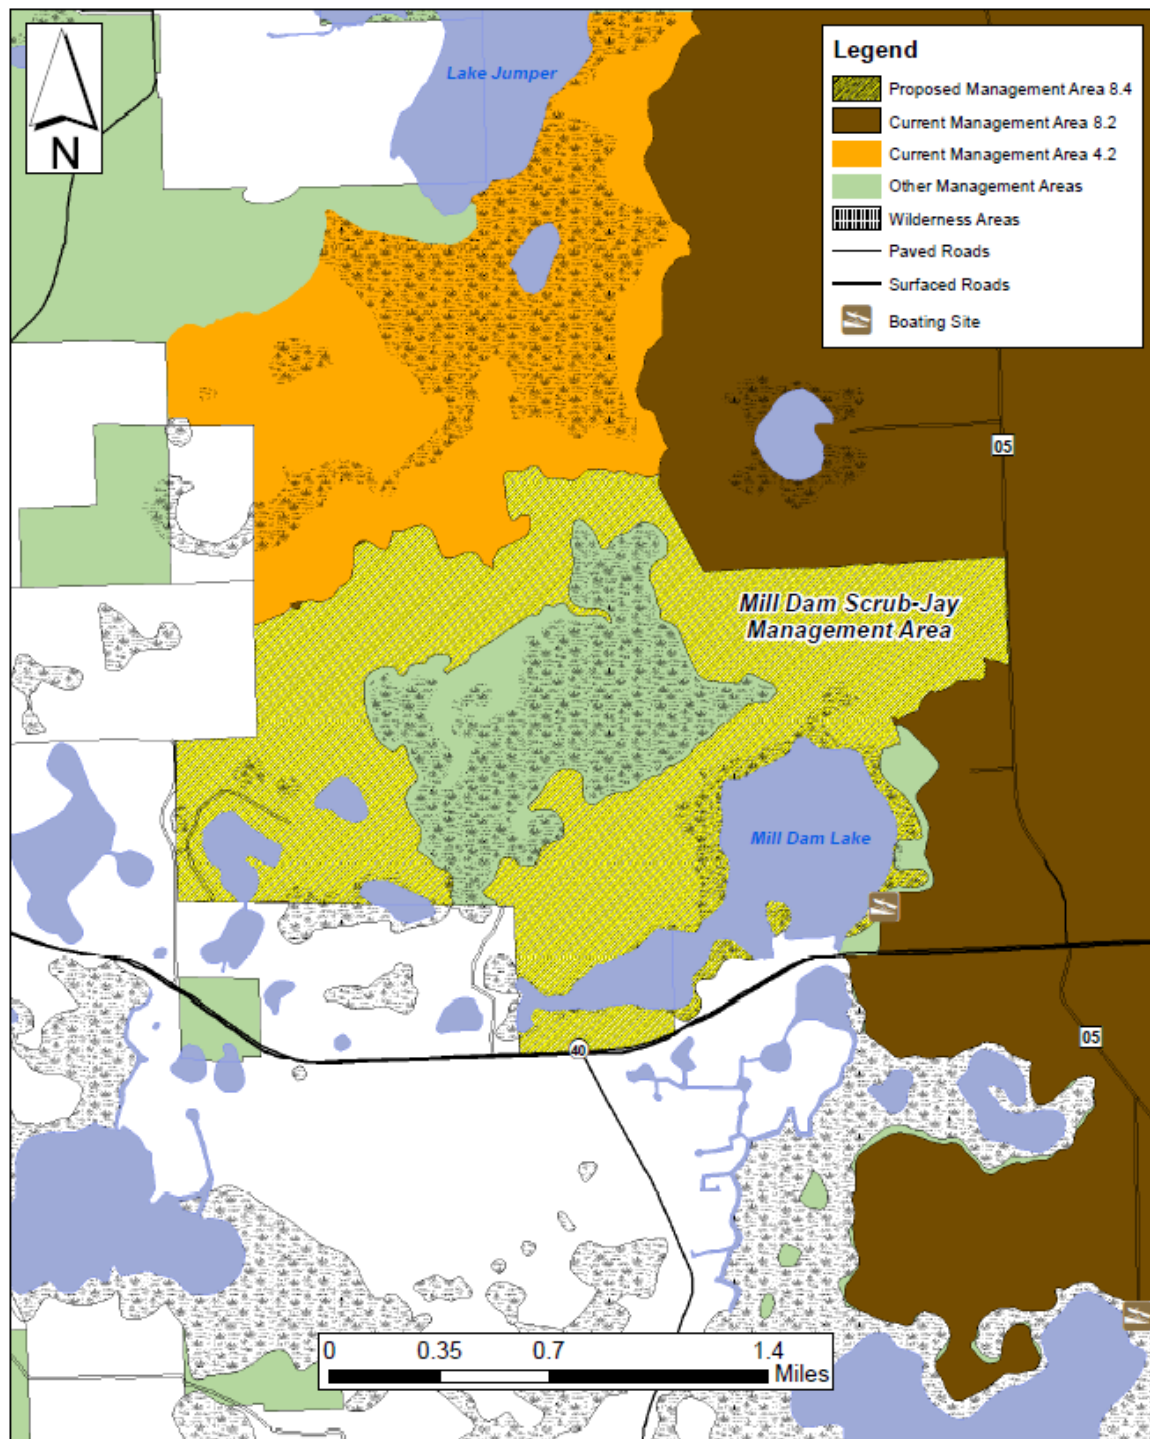 Lake Jumper
N
Legend
Proposed Management Area 8.4
Current Management Area 8.2
Current Management Area 4.2
Other Management Areas
Wilderness Areas
Paved Roads
Surfaced Roads
Boating Site
05
Mill Dam Scrub-Jay
Management Area
Mill Dam Lake
05
40
0 0.35 0.7 1.4
Miles